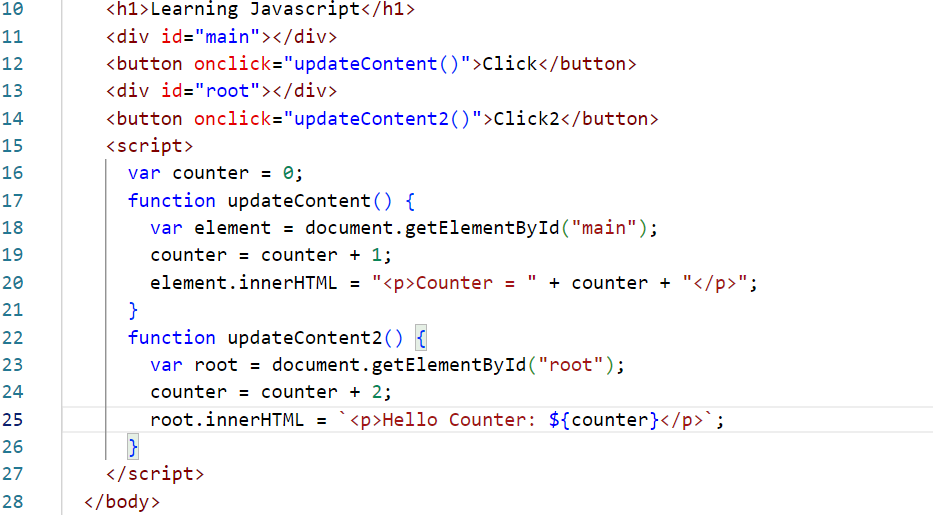 10 <h1>Learning Javascript</h1>
11 <div id="main"></div>
12 <button onclick="updateContent()">Click</button>
13 <div id="root"></div>
14 <button onclick="updateContent2()">Click2</button>
15 <script>
16 var counter = 0;
17 function updateContent() {
18 var element = document.getElementById("main");
19 counter = counter + 1;
20 element.innerHTML = "<p>Counter = " + counter + "</p>";
21 }
22 function updateContent2() {
23 var root = document.getElementById("root");
24 counter = counter + 2;
25 root.innerHTML = `<p>Hello Counter: ${counter}</p>`;
26 }
27 </script>
28 </body>